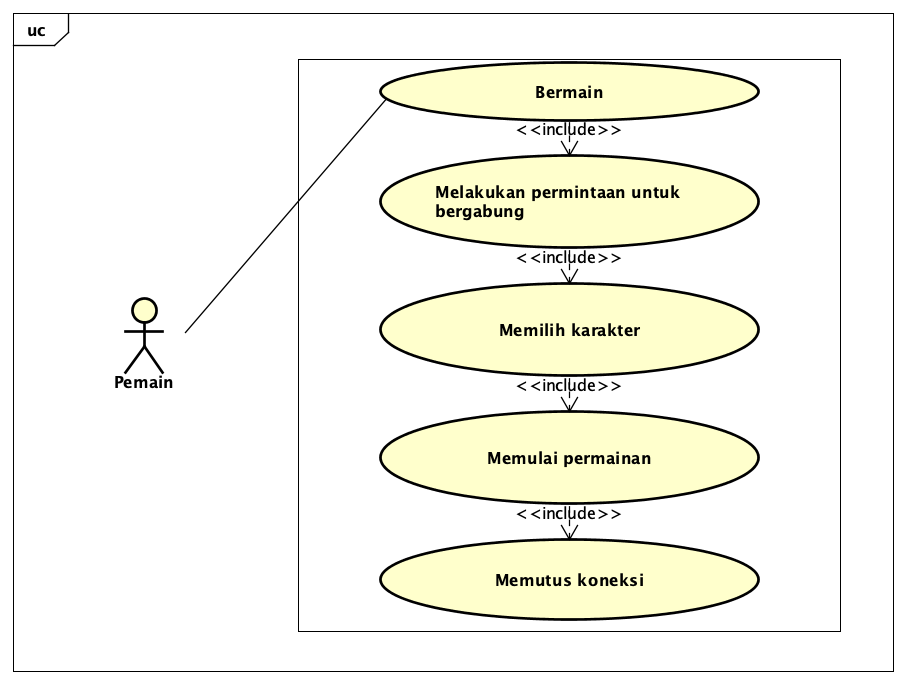 uc
Bermain
<<include>>
Melakukan permintaan untuk
bergabung
<<include>>
Memilih karakter
<<include>>
Pemain
Memulai permainan
<<include>>
Memutus koneksi